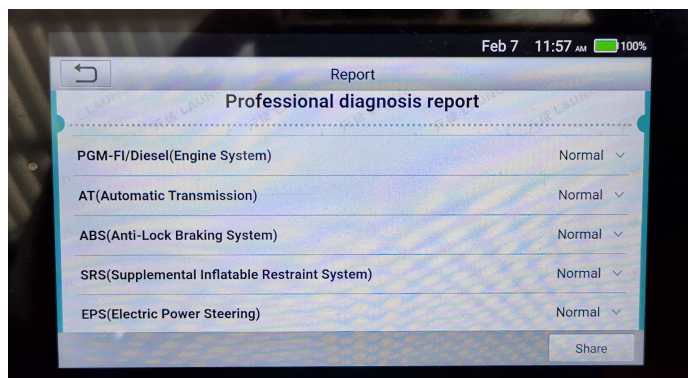 Feb 7 11:57 AM 100%
Report
Professional diagnosis report
PGM-FI/Diesel(Engine System) Normal
AT(Automatic Transmission) Normal
ABS(Anti-Lock Braking System) Normal
SRS(Supplemental Inflatable Restraint System) Normal
EPS(Electric Power Steering) Normal
Share